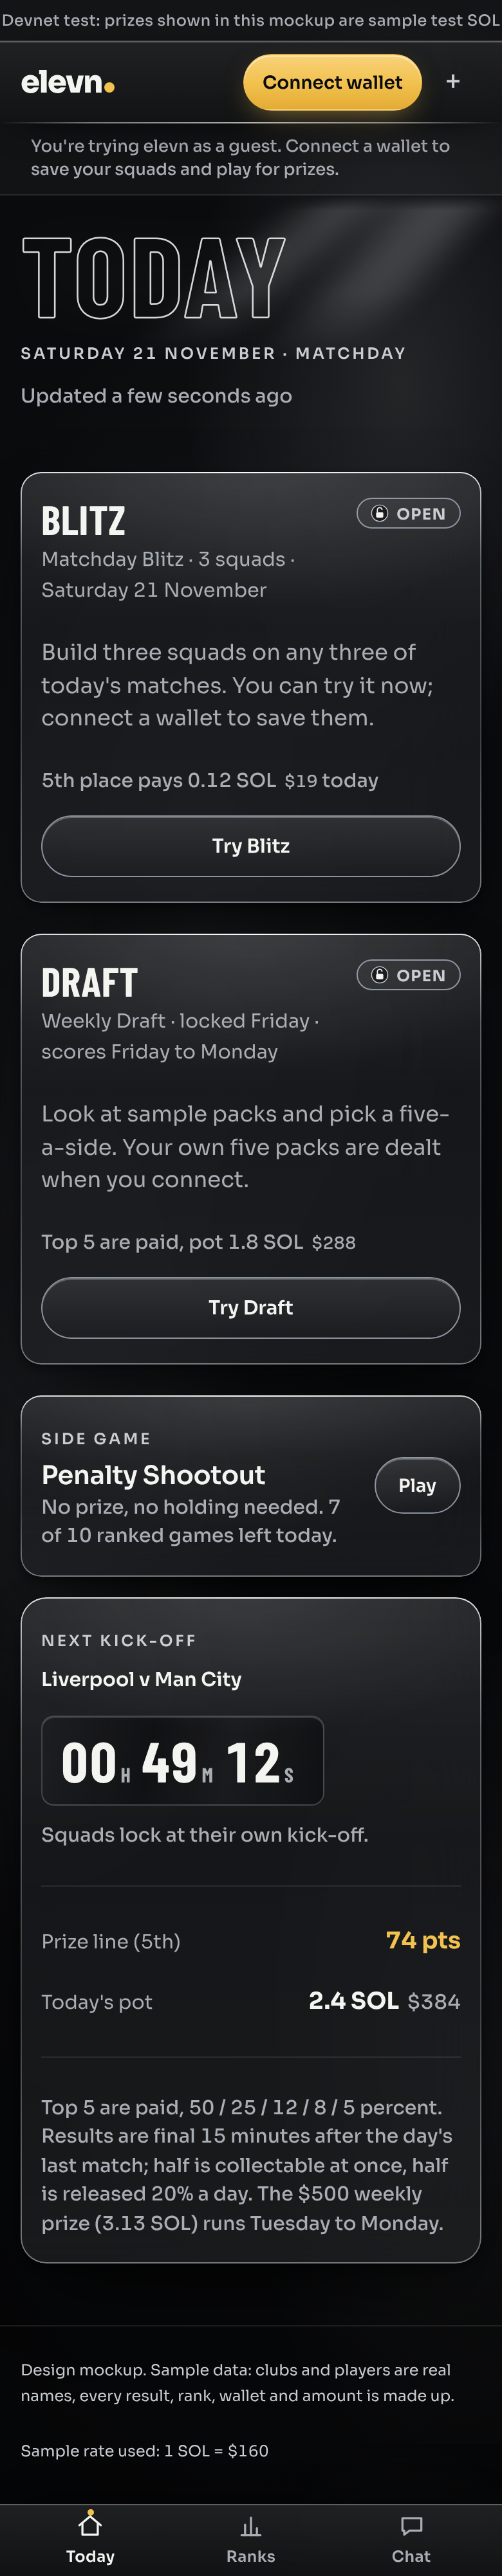 Devnet test: prizes shown in this mockup are sample test SOL
elevn.
Connect wallet
+
You're trying elevn as a guest. Connect a wallet to
save your squads and play for prizes.
TODAY
SATURDAY 21 NOVEMBER · MATCHDAY
Updated a few seconds ago
BLITZ
OPEN
Matchday Blitz · 3 squads ·
Saturday 21 November
Build three squads on any three of
today's matches. You can try it now;
connect a wallet to save them.
5th place pays 0.12 SOL $19 today
Try Blitz
DRAFT
OPEN
Weekly Draft · locked Friday ·
scores Friday to Monday
Look at sample packs and pick a five-
a-side. Your own five packs are dealt
when you connect.
Top 5 are paid, pot 1.8 SOL $288
Try Draft
SIDE GAME
Penalty Shootout
No prize, no holding needed. 7
of 10 ranked games left today.
Play
NEXT KICK-OFF
Liverpool v Man City
00 H 49 M 12 S
Squads lock at their own kick-off.
Prize line (5th) 74 pts
Today's pot 2.4 SOL $384
Top 5 are paid, 50 / 25 / 12 / 8 / 5 percent.
Results are final 15 minutes after the day's
last match; half is collectable at once, half
is released 20% a day. The $500 weekly
prize (3.13 SOL) runs Tuesday to Monday.
Design mockup. Sample data: clubs and players are real
names, every result, rank, wallet and amount is made up.
Sample rate used: 1 SOL = $160
Today
Ranks
Chat